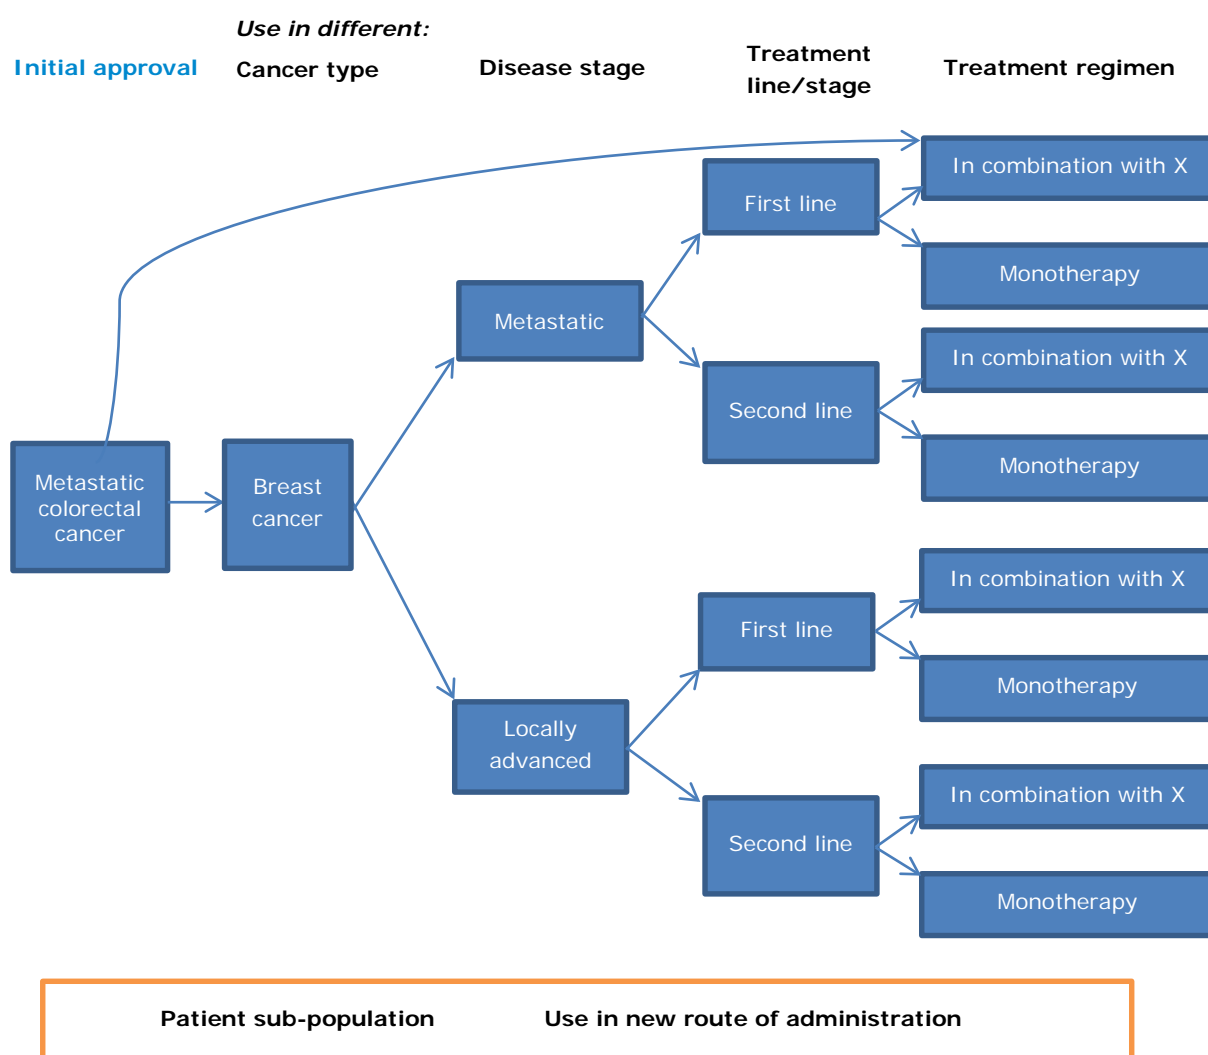 Use in different:
Initial approval
Cancer type
Disease stage
Treatment
line/stage
Treatment regimen
In combination with X
First line
Monotherapy
Metastatic
In combination with X
Second line
Monotherapy
Metastatic
colorectal
cancer
Breast
cancer
In combination with X
First line
Monotherapy
Locally
advanced
In combination with X
Second line
Monotherapy
Patient sub-population
Use in new route of administration